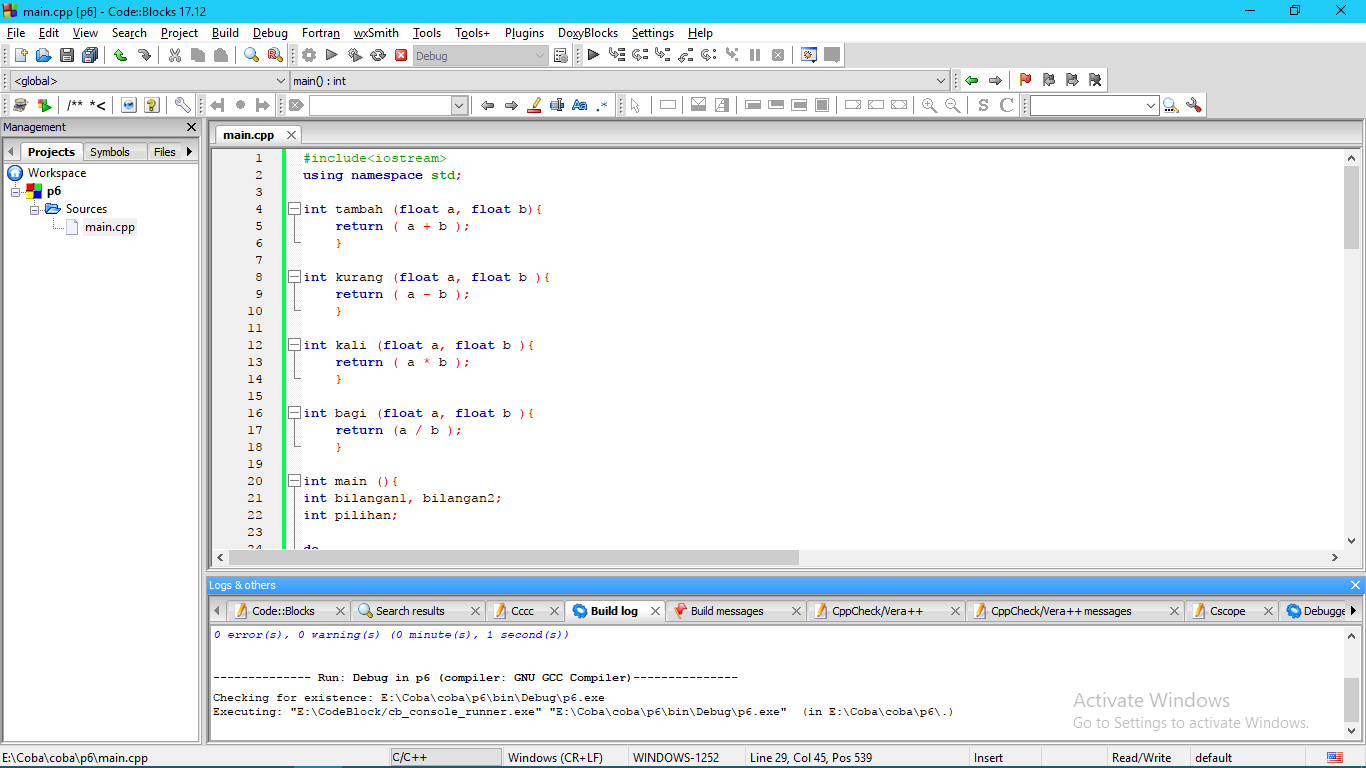 main.cpp [p6] - Code::Blocks 17.12
File Edit View Search Project Build Debug Fortran wxSmith Tools Tools+ Plugins DoxyBlocks Settings Help
Debug
<global> main() : int
/** *< Aa .* S C
Management
Projects Symbols Files
Workspace
p6
Sources
main.cpp
main.cpp
1 #include<iostream>
2 using namespace std;
3
4 int tambah (float a, float b){
5 return ( a + b );
6 }
7
8 int kurang (float a, float b ){
9 return ( a - b );
10 }
11
12 int kali (float a, float b ){
13 return ( a * b );
14 }
15
16 int bagi (float a, float b ){
17 return (a / b );
18 }
19
20 int main (){
21 int bilangan1, bilangan2;
22 int pilihan;
23
24 do
Logs & others
Code::Blocks Search results Cccc Build log Build messages CppCheck/Vera++ CppCheck/Vera++ messages Cscope Debugge
0 error(s), 0 warning(s) (0 minute(s), 1 second(s))
-------------- Run: Debug in p6 (compiler: GNU GCC Compiler)---------------
Checking for existence: E:\Coba\coba\p6\bin\Debug\p6.exe
Executing: "E:\CodeBlock/cb_console_runner.exe" "E:\Coba\coba\p6\bin\Debug\p6.exe" (in E:\Coba\coba\p6\.)
Activate Windows
Go to Settings to activate Windows.
E:\Coba\coba\p6\main.cpp C/C++ Windows (CR+LF) WINDOWS-1252 Line 29, Col 45, Pos 539 Insert Read/Write default